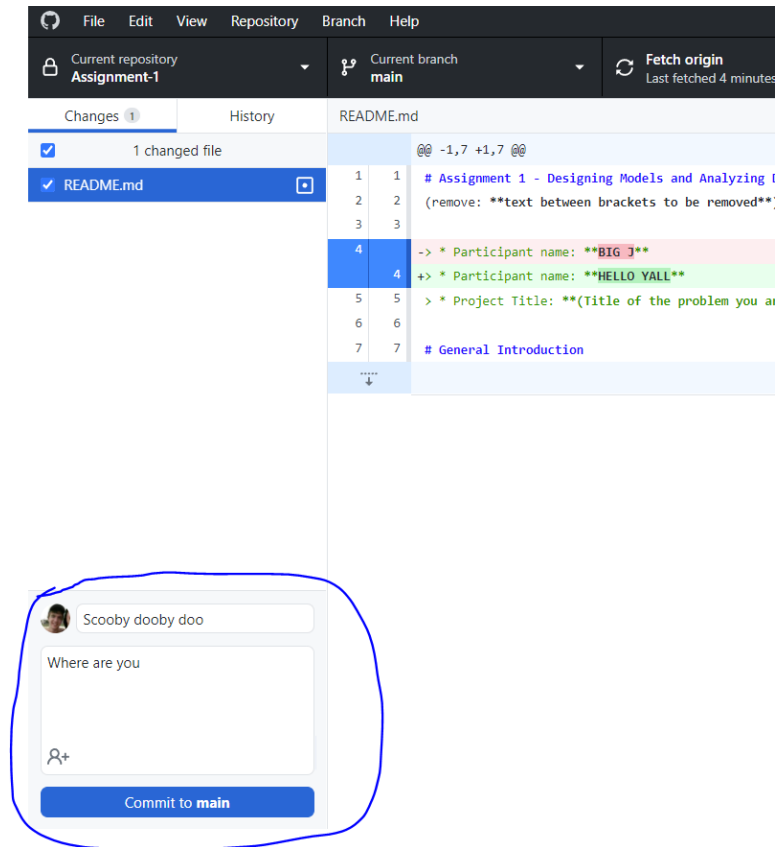 File Edit View Repository Branch Help
Current repository
Assignment-1
Current branch
main
Fetch origin
Last fetched 4 minutes
Changes 1
History
1 changed file
README.md
README.md
@@ -1,7 +1,7 @@
1 1 # Assignment 1 - Designing Models and Analyzing
2 2 (remove: **text between brackets to be removed**)
3 3
4 -> * Participant name: **BIG J**
4 +> * Participant name: **HELLO YALL**
5 5 > * Project Title: **(Title of the problem you
6 6
7 7 # General Introduction
Scooby dooby doo
Where are you
Commit to main